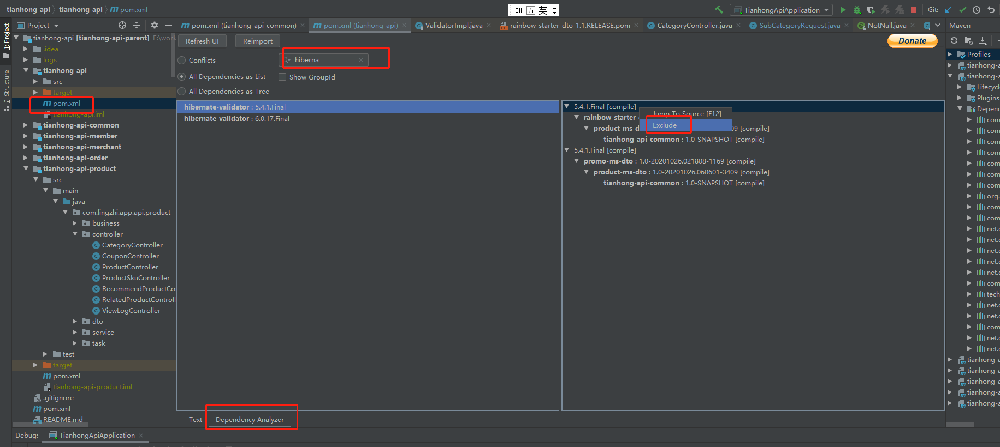 tianhong-api tianhong-api pom.xml
CH 五 英
TianhongApiApplication
Git:
1: Project
7: Structure
Project
pom.xml (tianhong-api-common)
pom.xml (tianhong-api)
ValidatorImpl.java
rainbow-starter-dto-1.1.RELEASE.pom
CategoryController.java
SubCategoryRequest.java
NotNull.java
Maven
tianhong-api [tianhong-api-parent] E:\work
.idea
logs
tianhong-api
src
target
pom.xml
tianhong-api.iml
tianhong-api-common
tianhong-api-member
tianhong-api-merchant
tianhong-api-order
tianhong-api-product
src
main
java
com.lingzhi.app.api.product
business
controller
CategoryController
CouponController
ProductController
ProductSkuController
RecommendProductCo
RelatedProductControll
ViewLogController
dto
service
task
test
target
pom.xml
tianhong-api-product.iml
.gitignore
pom.xml
README.md
Refresh UI
Reimport
Donate
Conflicts
hiberna
All Dependencies as List
Show GroupId
All Dependencies as Tree
hibernate-validator : 5.4.1.Final
hibernate-validator : 6.0.17.Final
5.4.1.Final [compile]
Jump To Source [F12]
rainbow-starter-
Exclude
product-ms-d
09 [compile]
tianhong-api-common : 1.0-SNAPSHOT [compile]
5.4.1.Final [compile]
promo-ms-dto : 1.0-20201026.021808-1169 [compile]
product-ms-dto : 1.0-20201026.060601-3409 [compile]
tianhong-api-common : 1.0-SNAPSHOT [compile]
Text
Dependency Analyzer
Profiles
tianhong-a
tianhong-a
Lifecycl
Plugins
Depend
com
com
com
com
com
com
com
org.
com
com
net.c
net.c
net.c
net.c
net.c
com
tech
net.c
net.c
com
net.c
net.c
tianhong-a
tianhong-a
tianhong-a
tianhong-a
tianhong-a
Debug:
TianhongApiApplication